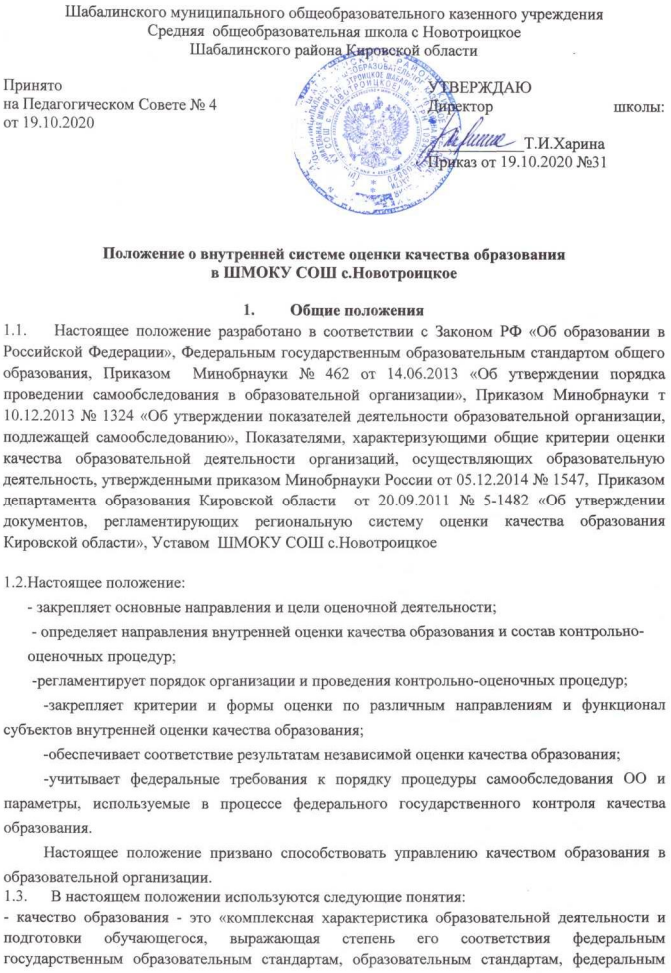 Шабалинского муниципального общеобразовательного казенного учреждения
Средняя общеобразовательная школа с Новотроицкое
Шабалинского района Кировской области
Принято
на Педагогическом Совете № 4
от 19.10.2020
УТВЕРЖДАЮ
Директор школы:
Т.И.Харина
Приказ от 19.10.2020 №31
Положение о внутренней системе оценки качества образования
в ШМОКУ СОШ с.Новотроицкое
1. Общие положения
1.1. Настоящее положение разработано в соответствии с Законом РФ «Об образовании в
Российской Федерации», Федеральным государственным образовательным стандартом общего
образования, Приказом Минобрнауки № 462 от 14.06.2013 «Об утверждении порядка
проведении самообследования в образовательной организации», Приказом Минобрнауки т
10.12.2013 № 1324 «Об утверждении показателей деятельности образовательной организации,
подлежащей самообследованию», Показателями, характеризующими общие критерии оценки
качества образовательной деятельности организаций, осуществляющих образовательную
деятельность, утвержденными приказом Минобрнауки России от 05.12.2014 № 1547, Приказом
департамента образования Кировской области от 20.09.2011 № 5-1482 «Об утверждении
документов, регламентирующих региональную систему оценки качества образования
Кировской области», Уставом ШМОКУ СОШ с.Новотроицкое
1.2.Настоящее положение:
- закрепляет основные направления и цели оценочной деятельности;
- определяет направления внутренней оценки качества образования и состав контрольно-
оценочных процедур;
-регламентирует порядок организации и проведения контрольно-оценочных процедур;
-закрепляет критерии и формы оценки по различным направлениям и функционал
субъектов внутренней оценки качества образования;
-обеспечивает соответствие результатам независимой оценки качества образования;
-учитывает федеральные требования к порядку процедуры самообследования ОО и
параметры, используемые в процессе федерального государственного контроля качества
образования.
Настоящее положение призвано способствовать управлению качеством образования в
образовательной организации.
1.3. В настоящем положении используются следующие понятия:
- качество образования - это «комплексная характеристика образовательной деятельности и
подготовки обучающегося, выражающая степень его соответствия федеральным
государственным образовательным стандартам, образовательным стандартам, федеральным